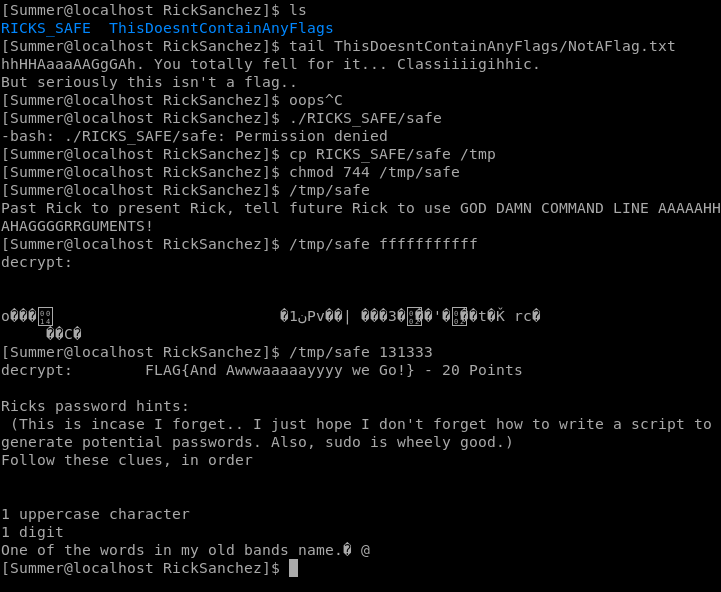 [Summer@localhost RickSanchez]$ ls
RICKS_SAFE  ThisDoesntContainAnyFlags
[Summer@localhost RickSanchez]$ tail ThisDoesntContainAnyFlags/NotAFlag.txt
hhHHAaaaAAGgGAh. You totally fell for it... Classiiiigihhic.
But seriously this isn't a flag..
[Summer@localhost RickSanchez]$ oops^C
[Summer@localhost RickSanchez]$ ./RICKS_SAFE/safe
-bash: ./RICKS_SAFE/safe: Permission denied
[Summer@localhost RickSanchez]$ cp RICKS_SAFE/safe /tmp
[Summer@localhost RickSanchez]$ chmod 744 /tmp/safe
[Summer@localhost RickSanchez]$ /tmp/safe
Past Rick to present Rick, tell future Rick to use GOD DAMN COMMAND LINE AAAAAHH
AHAGGGGRRGUMENTS!
[Summer@localhost RickSanchez]$ /tmp/safe fffffffffff
decrypt:
[Summer@localhost RickSanchez]$ /tmp/safe 131333
decrypt:        FLAG{And Awwwaaaaayyyy we Go!} - 20 Points
Ricks password hints:
 (This is incase I forget.. I just hope I don't forget how to write a script to
generate potential passwords. Also, sudo is wheely good.)
Follow these clues, in order
1 uppercase character
1 digit
One of the words in my old bands name.� @
[Summer@localhost RickSanchez]$